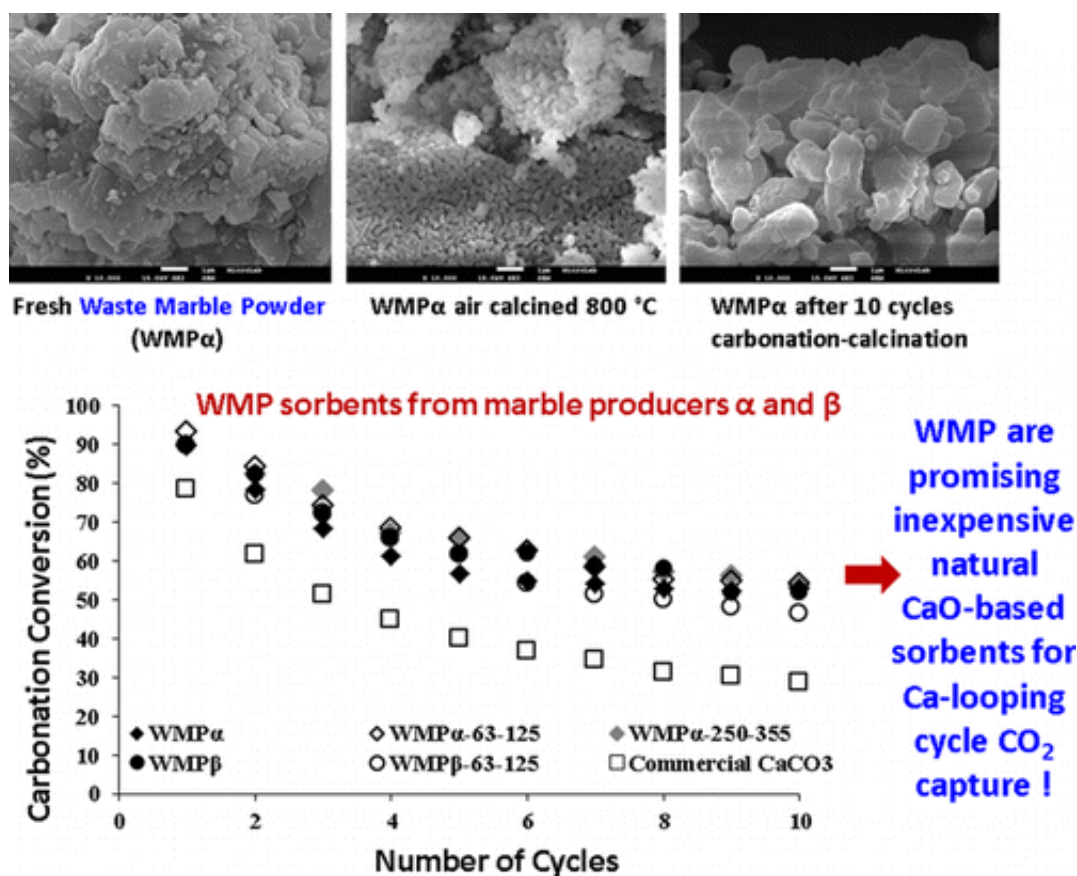 Fresh Waste Marble Powder
(WMPα)
WMPα air calcined 800 °C
WMPα after 10 cycles
carbonation-calcination
WMP sorbents from marble producers α and β
Carbonation Conversion (%)
100
90
80
70
60
50
40
30
20
10
0
WMPα
WMPα-63-125
WMPα-250-355
WMPβ
WMPβ-63-125
Commercial CaCO3
0
2
4
6
8
10
Number of Cycles
WMP are
promising
inexpensive
natural
CaO-based
sorbents for
Ca-looping
cycle CO₂
capture !